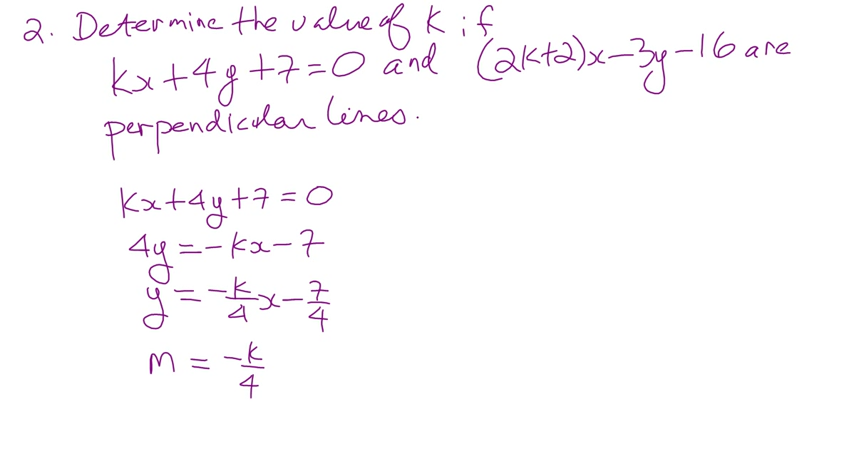 2. Determine the value of k if
kx+4y+7=0 and (2k+2)x-3y-16 are
perpendicular lines.
kx+4y+7=0
4y=-kx-7
y=-k/4x-7/4
m=-k/4